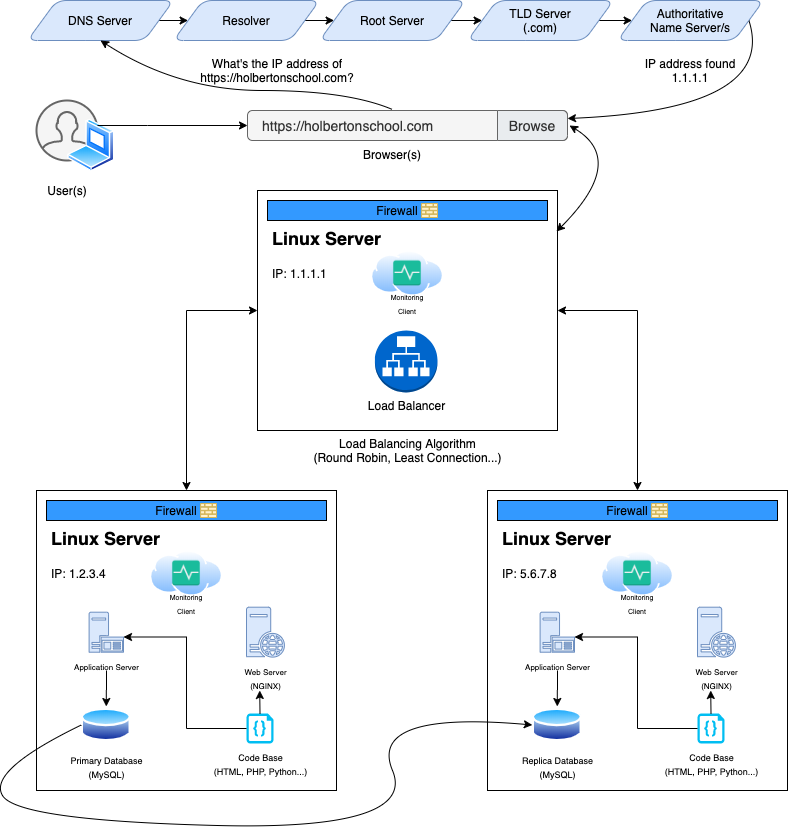 DNS Server
Resolver
Root Server
TLD Server
(.com)
Authoritative
Name Server/s
What's the IP address of
https://holbertonschool.com?
IP address found
1.1.1.1
https://holbertonschool.com
Browse
Browser(s)
User(s)
Firewall
Linux Server
IP: 1.1.1.1
Monitoring
Client
Load Balancer
Load Balancing Algorithm
(Round Robin, Least Connection...)
Firewall
Linux Server
IP: 1.2.3.4
Monitoring
Client
Application Server
Web Server
(NGINX)
Primary Database
(MySQL)
Code Base
(HTML, PHP, Python...)
Firewall
Linux Server
IP: 5.6.7.8
Monitoring
Client
Application Server
Web Server
(NGINX)
Replica Database
(MySQL)
Code Base
(HTML, PHP, Python...)